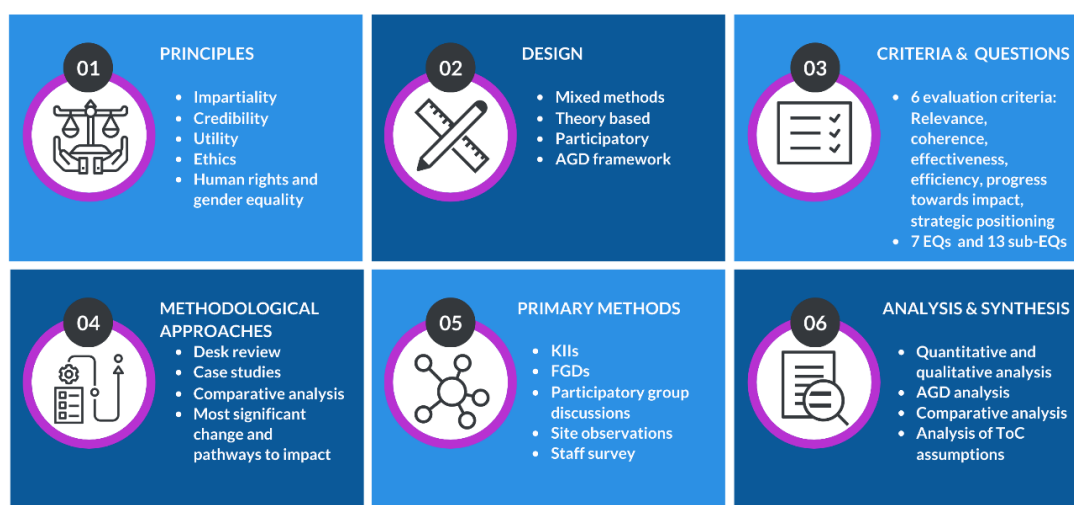 01
PRINCIPLES
• Impartiality
• Credibility
• Utility
• Ethics
• Human rights and
gender equality
02
DESIGN
• Mixed methods
• Theory based
• Participatory
• AGD framework
03
CRITERIA & QUESTIONS
• 6 evaluation criteria:
Relevance,
coherence,
effectiveness,
efficiency, progress
towards impact,
strategic positioning
• 7 EQs and 13 sub-EQs
04
METHODOLOGICAL
APPROACHES
• Desk review
• Case studies
• Comparative analysis
• Most significant
change and
pathways to impact
05
PRIMARY METHODS
• KIIs
• FGDs
• Participatory group
discussions
• Site observations
• Staff survey
06
ANALYSIS & SYNTHESIS
• Quantitative and
qualitative analysis
• AGD analysis
• Comparative analysis
• Analysis of ToC
assumptions